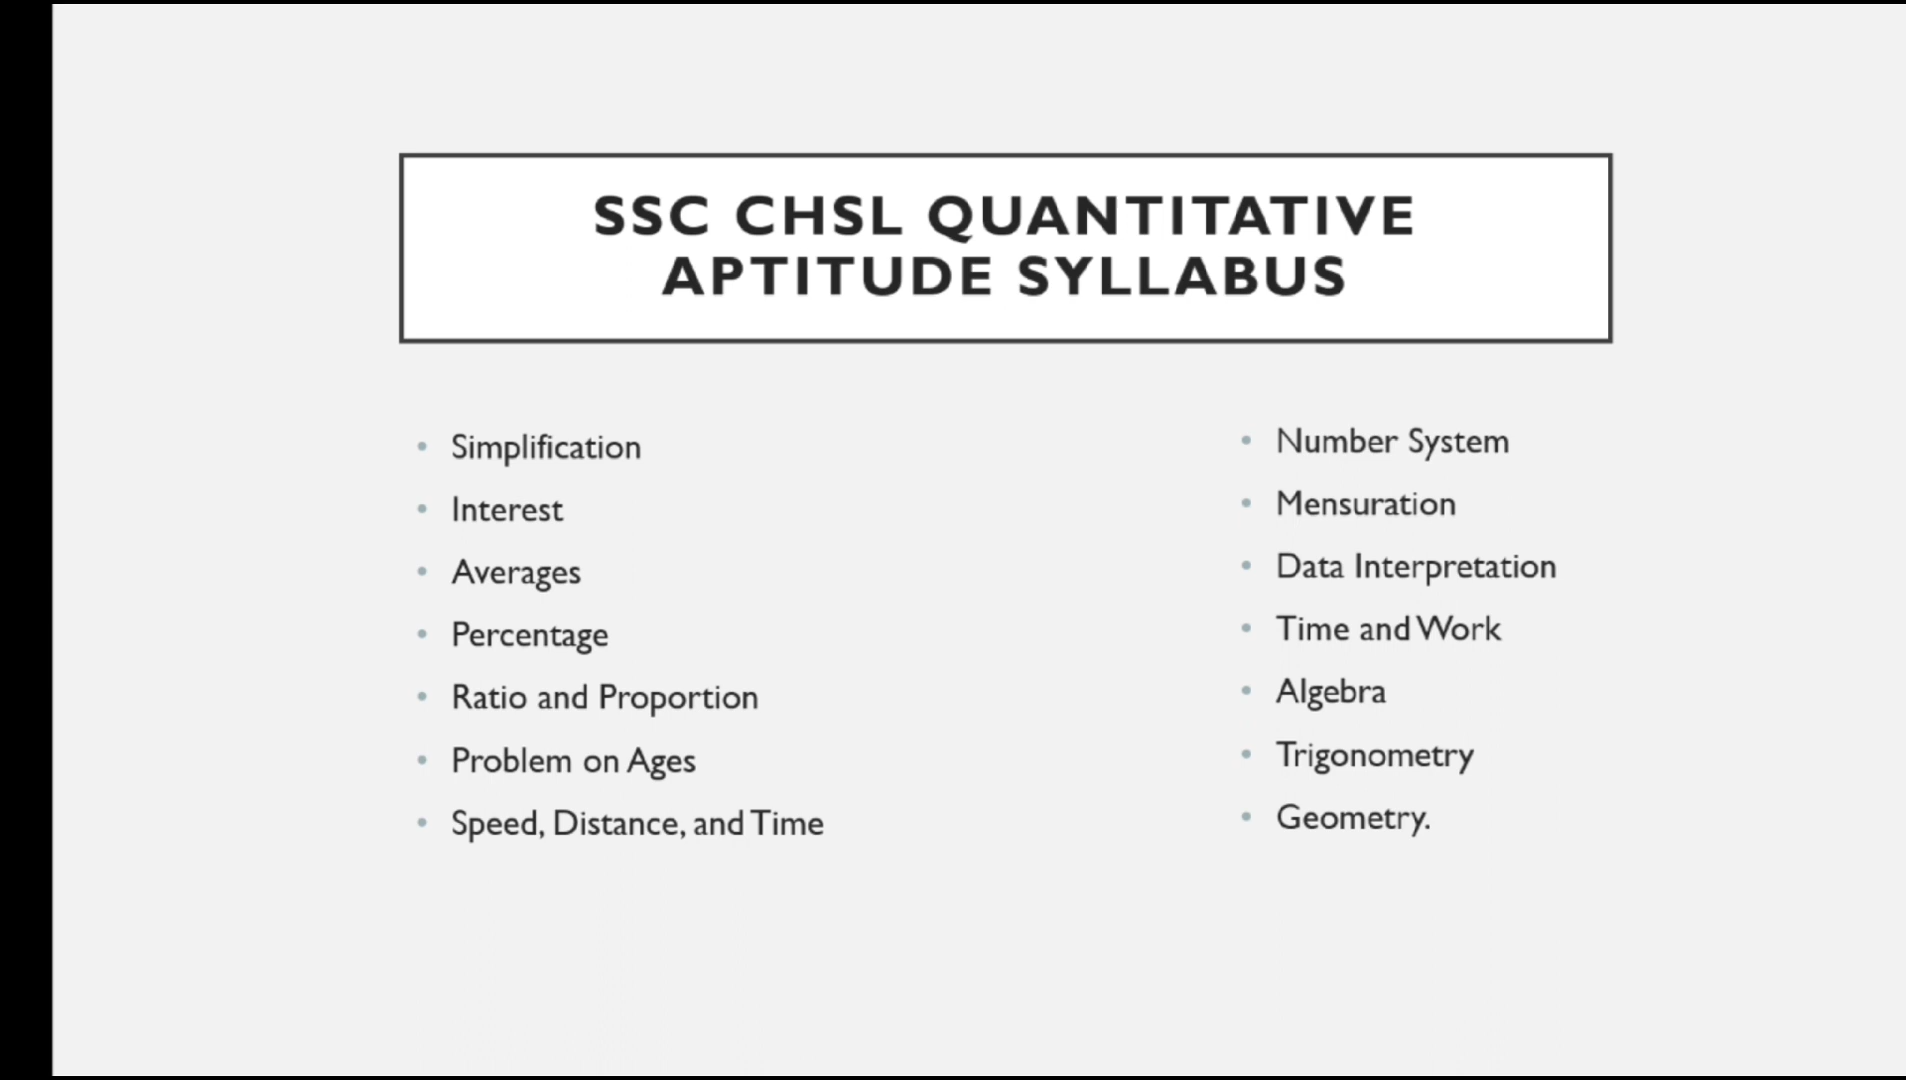 SSC CHSL QUANTITATIVE
APTITUDE SYLLABUS
• Simplification
• Interest
• Averages
• Percentage
• Ratio and Proportion
• Problem on Ages
• Speed, Distance, and Time
• Number System
• Mensuration
• Data Interpretation
• Time and Work
• Algebra
• Trigonometry
• Geometry.